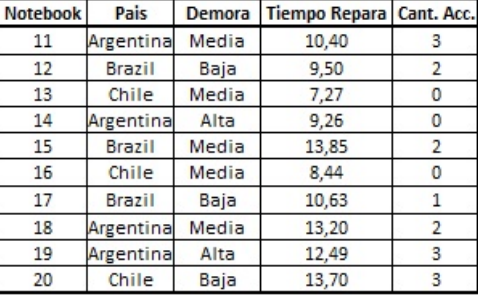 Notebook Pais Demora Tiempo Repara Cant. Acc.
11 Argentina Media 10,40 3
12 Brazil Baja 9,50 2
13 Chile Media 7,27 0
14 Argentina Alta 9,26 0
15 Brazil Media 13,85 2
16 Chile Media 8,44 0
17 Brazil Baja 10,63 1
18 Argentina Media 13,20 2
19 Argentina Alta 12,49 3
20 Chile Baja 13,70 3